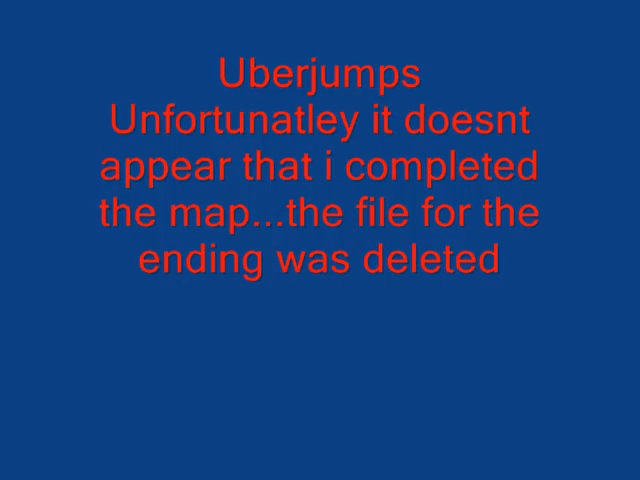 Uberjumps
Unfortunatley it doesnt
appear that i completed
the map...the file for the
ending was deleted